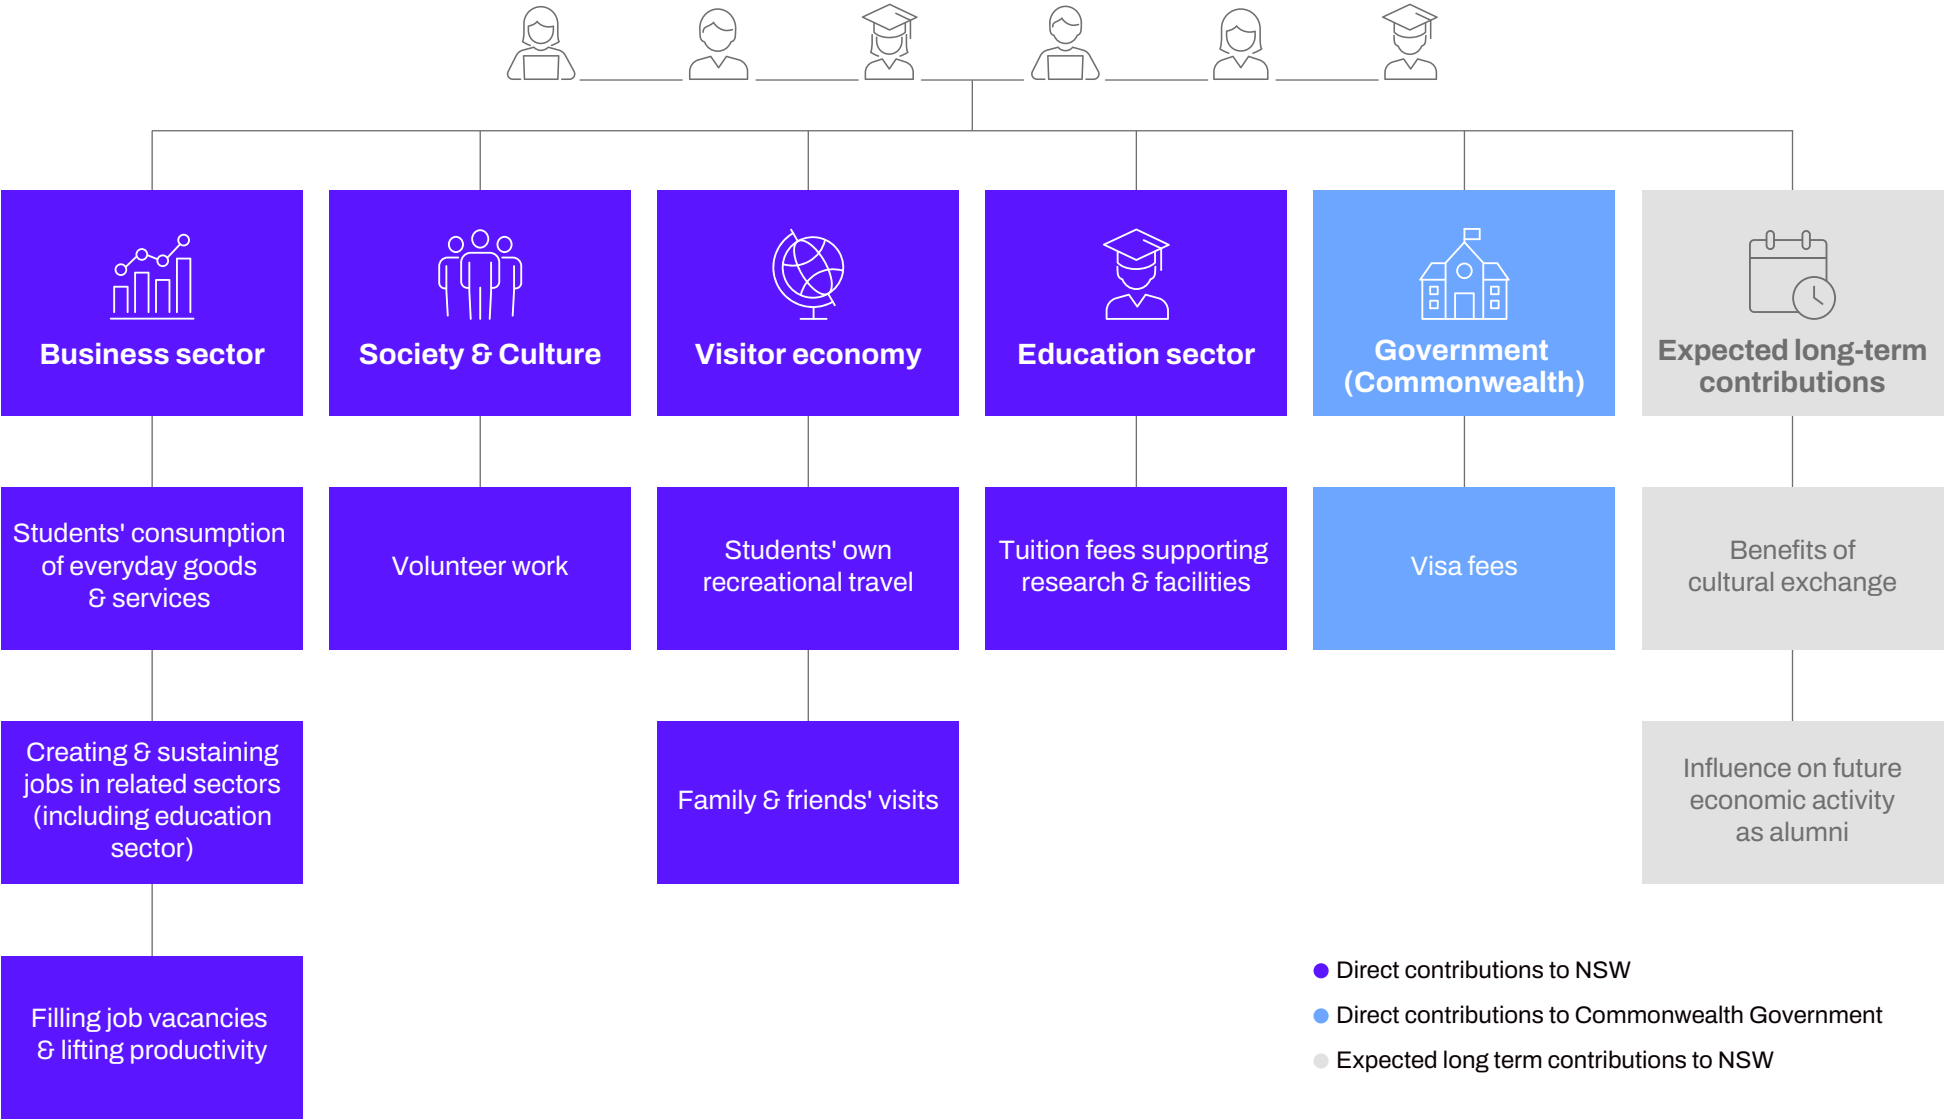 Business sector
Society & Culture
Visitor economy
Education sector
Government
(Commonwealth)
Expected long-term
contributions
Students' consumption
of everyday goods
& services
Volunteer work
Students' own
recreational travel
Tuition fees supporting
research & facilities
Visa fees
Benefits of
cultural exchange
Creating & sustaining
jobs in related sectors
(including education
sector)
Family & friends' visits
Influence on future
economic activity
as alumni
Filling job vacancies
& lifting productivity
Direct contributions to NSW
Direct contributions to Commonwealth Government
Expected long term contributions to NSW